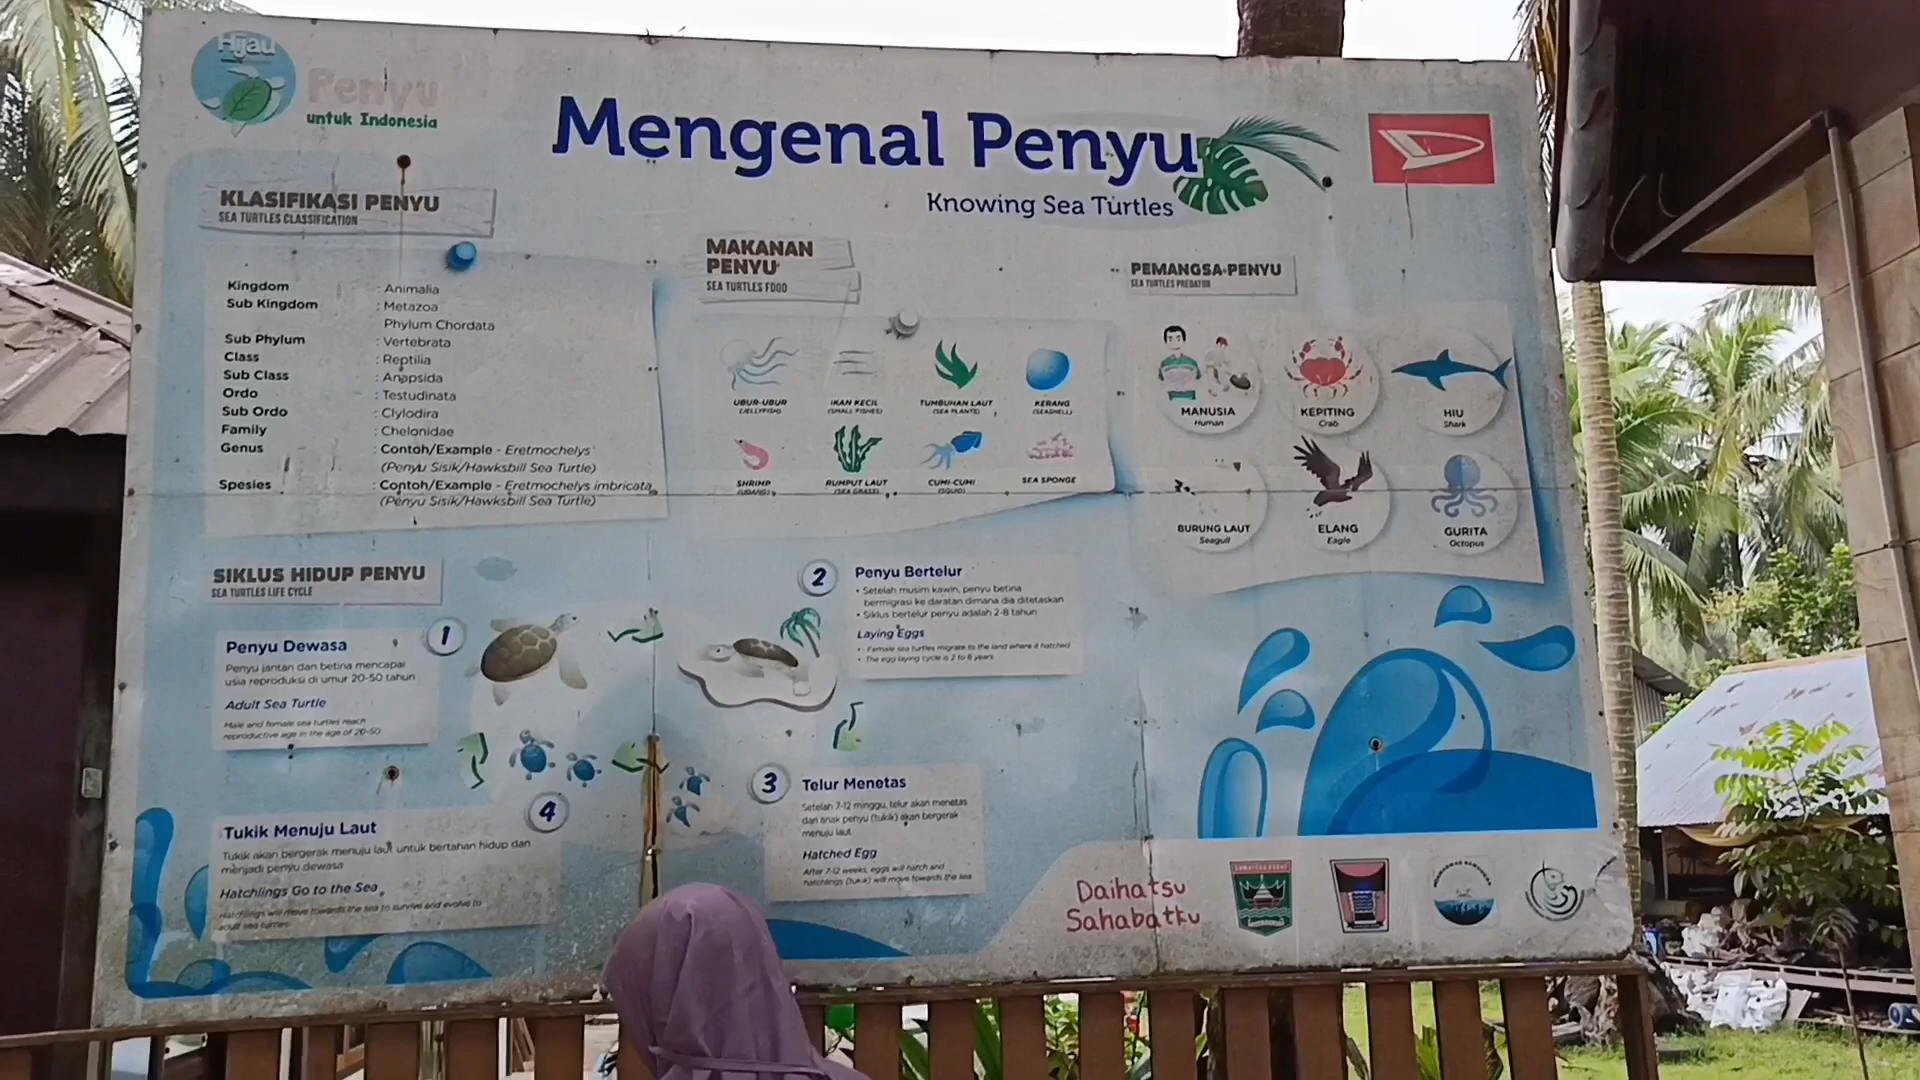 Hijau
Penyu
untuk Indonesia
Mengenal Penyu
Knowing Sea Turtles
KLASIFIKASI PENYU
SEA TURTLES CLASSIFICATION
Kingdom : Animalia
Sub Kingdom : Metazoa
Phylum Chordata
Sub Phylum : Vertebrata
Class : Reptilia
Sub Class : Anapsida
Ordo : Testudinata
Sub Ordo : Clylodira
Family : Chelonidae
Genus : Contoh/Example - Eretmochelys
(Penyu Sisik/Hawksbill Sea Turtle)
Spesies : Contoh/Example - Eretmochelys imbricata
(Penyu Sisik/Hawksbill Sea Turtle)
MAKANAN
PENYU
SEA TURTLES FOOD
UBUR-UBUR
(JELLYFISH)
IKAN KECIL
(SMALL FISHES)
TUMBUHAN LAUT
(SEA PLANTS)
KERANG
(SEASHELL)
SHRIMP
(UDANG)
RUMPUT LAUT
(SEA GRASS)
CUMI-CUMI
(SQUID)
SEA SPONGE
PEMANGSA PENYU
SEA TURTLES PREDATOR
MANUSIA
Human
KEPITING
Crab
HIU
Shark
BURUNG LAUT
Seagull
ELANG
Eagle
GURITA
Octopus
SIKLUS HIDUP PENYU
SEA TURTLES LIFE CYCLE
1
Penyu Dewasa
Penyu jantan dan betina mencapai
usia reproduksi di umur 20-50 tahun
Adult Sea Turtle
Male and female sea turtles reach
reproductive age in the age of 20-50
2
Penyu Bertelur
• Setelah musim kawin, penyu betina
bermigrasi ke daratan dimana dia ditetaskan
• Siklus bertelur penyu adalah 2-8 tahun
Laying Eggs
• Female sea turtles migrate to the land where it hatched
• The egg laying cycle is 2 to 8 years
3
Telur Menetas
Setelah 7-12 minggu, telur akan menetas
dan anak penyu (tukik) akan bergerak
menuju laut
Hatched Egg
After 7-12 weeks, eggs will hatch and
hatchlings (tukik) will move towards the sea
4
Tukik Menuju Laut
Tukik akan bergerak menuju laut untuk bertahan hidup dan
menjadi penyu dewasa
Hatchlings Go to the Sea
Hatchlings will move towards the sea to survive and evolve to
adult sea turtles
Daihatsu
Sahabatku
SUMATERA BARAT